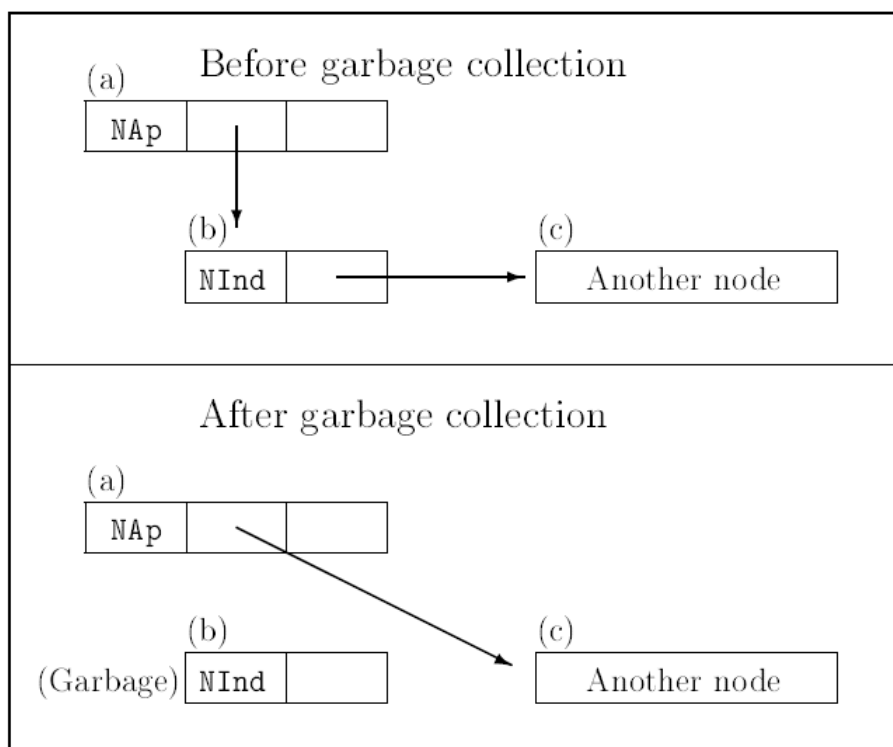 Before garbage collection
(a)
NAp
(b)
(c)
NInd
Another node
After garbage collection
(a)
NAp
(b)
(c)
(Garbage)
NInd
Another node